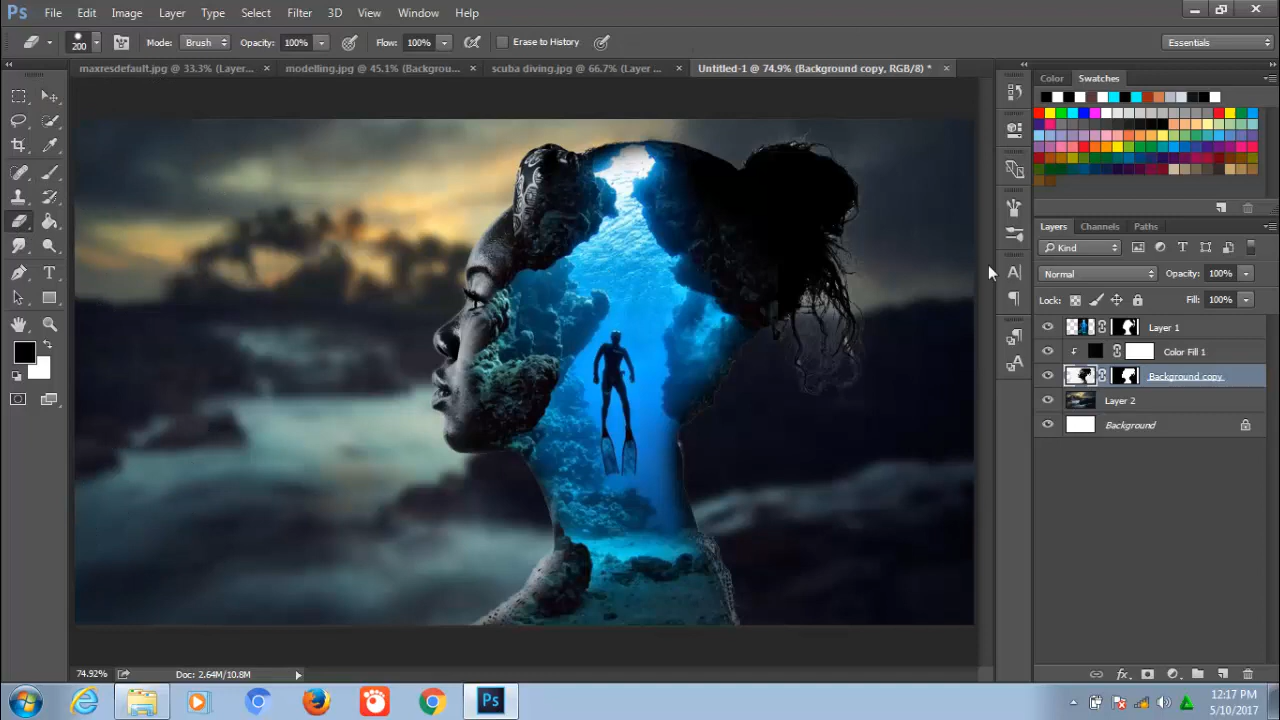 Ps File Edit Image Layer Type Select Filter 3D View Window Help
200 Mode: Brush Opacity: 100% Flow: 100% Erase to History Essentials
maxresdefault.jpg @ 33.3% (Layer... × modelling.jpg @ 45.1% (Backgrou... × scuba diving.jpg @ 66.7% (Layer ... × Untitled-1 @ 74.9% (Background copy, RGB/8) * ×
Color Swatches
Layers Channels Paths
Kind
Normal Opacity: 100%
Lock: Fill: 100%
Layer 1
Color Fill 1
Background copy
Layer 2
Background
74.92% Doc: 2.64M/10.8M
Ps
12:17 PM
5/10/2017